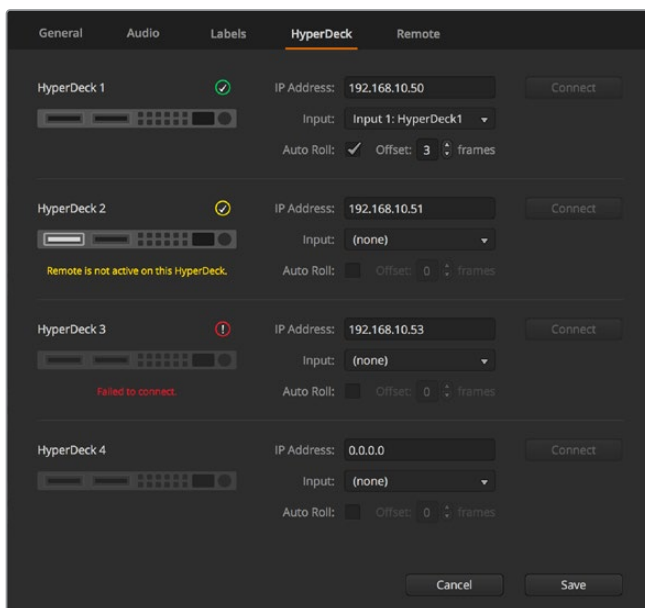 General Audio Labels HyperDeck Remote
HyperDeck 1 IP Address: 192.168.10.50 Connect
Input: Input 1: HyperDeck1
Auto Roll: Offset: 3 frames
HyperDeck 2 IP Address: 192.168.10.51 Connect
Input: (none)
Remote is not active on this HyperDeck. Auto Roll: Offset: 0 frames
HyperDeck 3 IP Address: 192.168.10.53 Connect
Input: (none)
Failed to connect Auto Roll: Offset: 0 frames
HyperDeck 4 IP Address: 0.0.0.0 Connect
Input: (none)
Auto Roll: Offset: 0 frames
Cancel Save